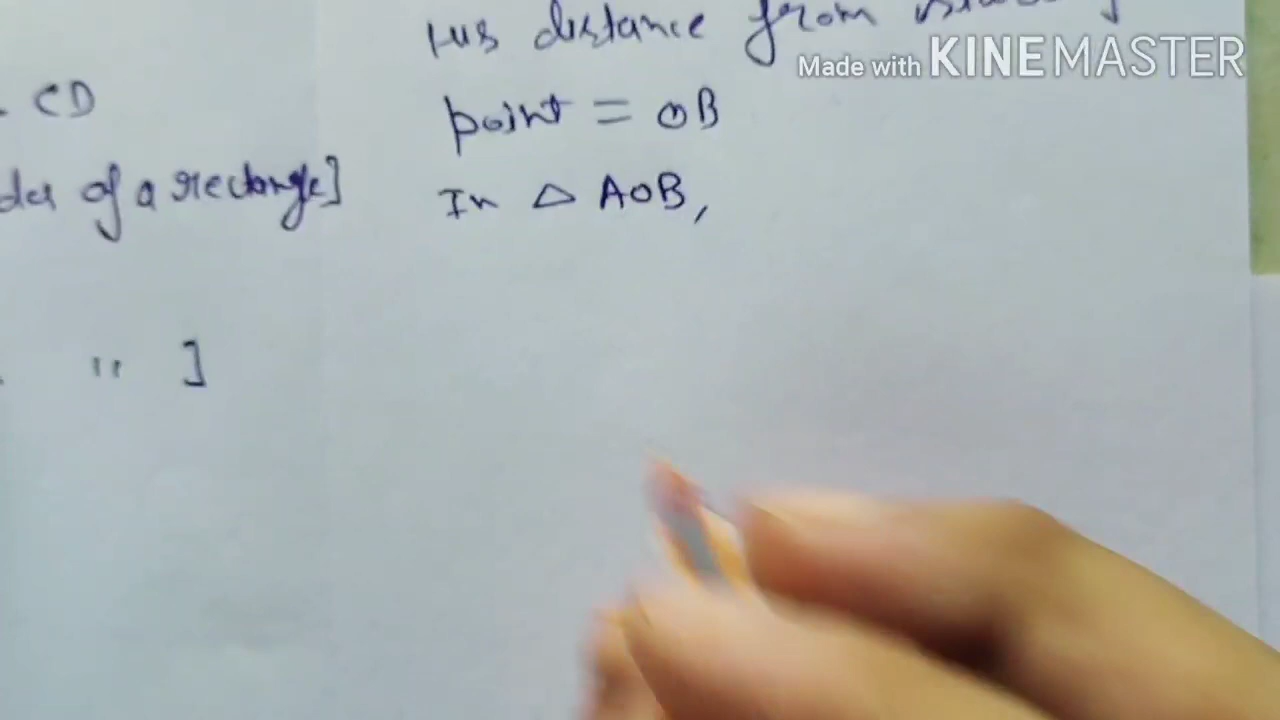 His distance from
Made with KINEMASTER
point = OB
In △ AOB,
CD
of a rectangle]
" ]